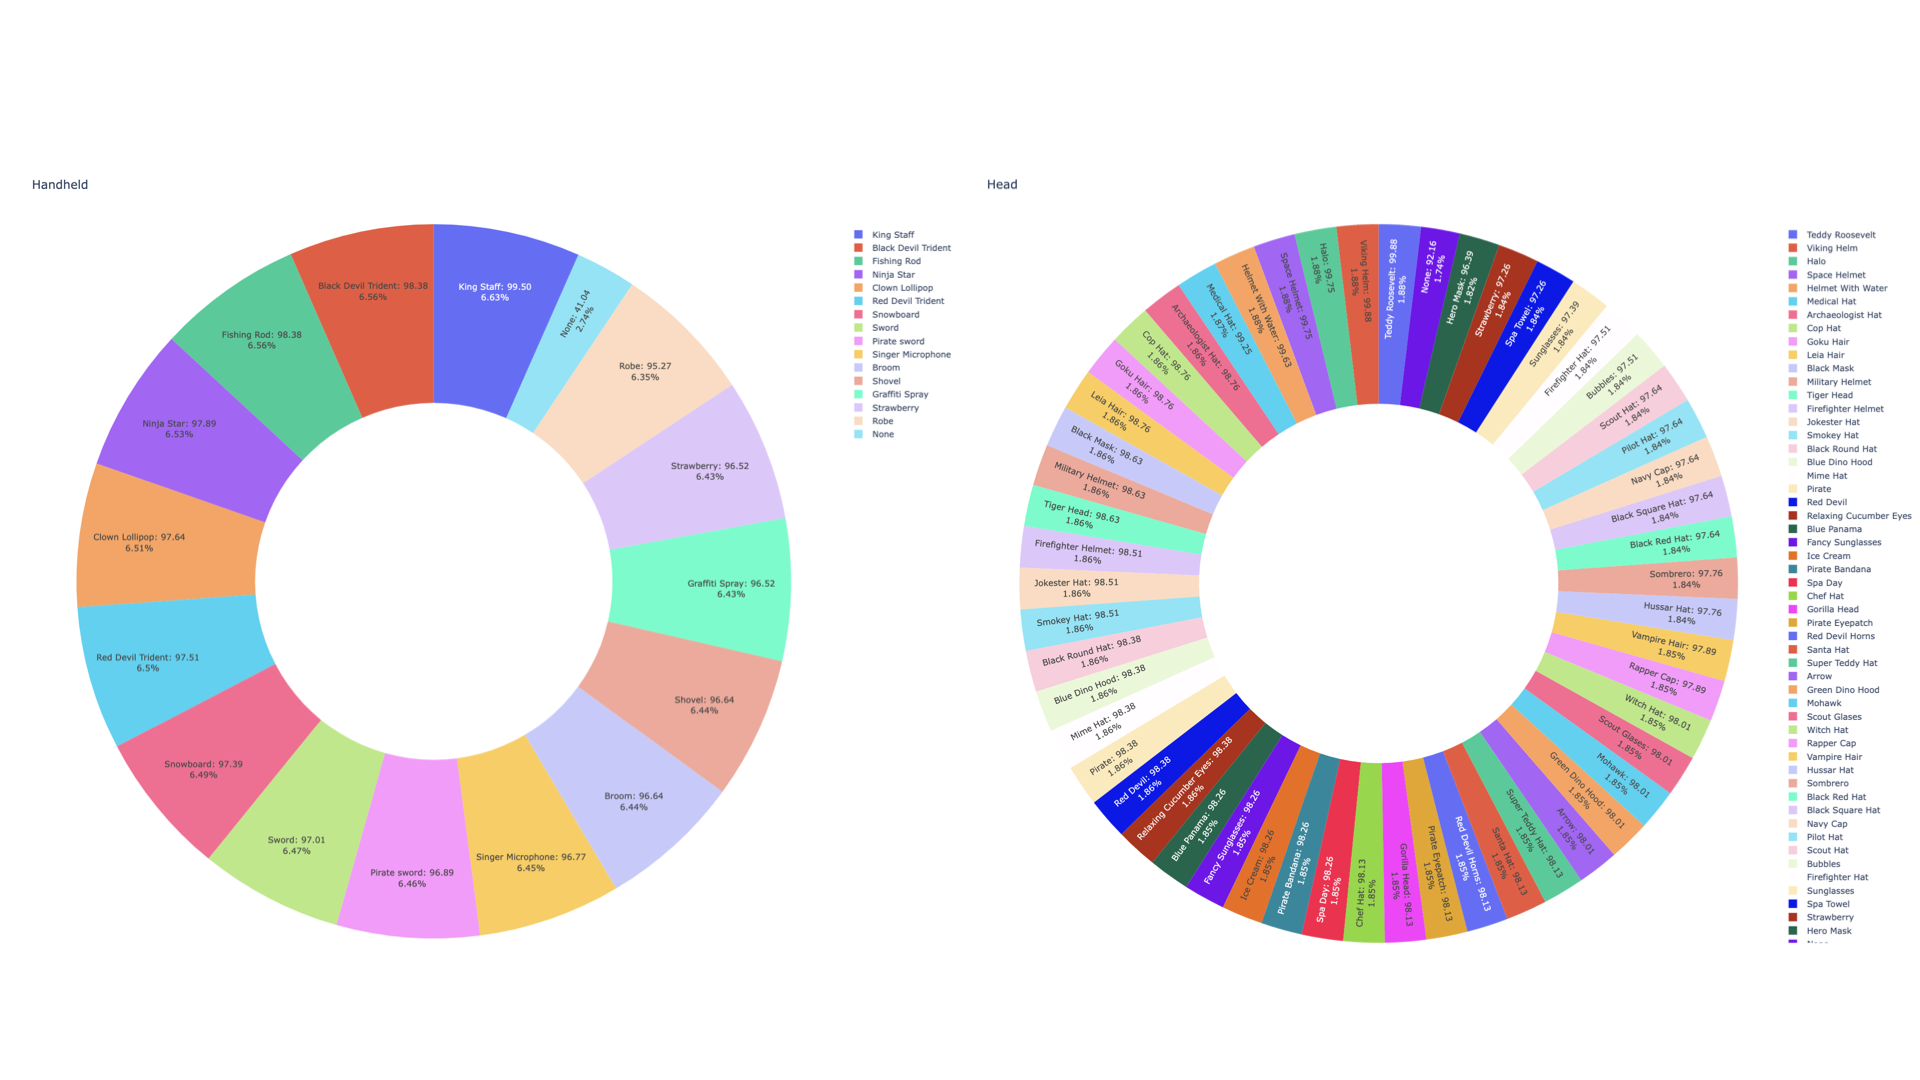 Handheld
King Staff: 99.50
6.63%
None: 41.04
2.74%
Robe: 95.27
6.35%
Strawberry: 96.52
6.43%
Graffiti Spray: 96.52
6.43%
Shovel: 96.64
6.44%
Broom: 96.64
6.44%
Singer Microphone: 96.77
6.45%
Pirate sword: 96.89
6.46%
Sword: 97.01
6.47%
Snowboard: 97.39
6.49%
Red Devil Trident: 97.51
6.5%
Clown Lollipop: 97.64
6.51%
Ninja Star: 97.89
6.53%
Fishing Rod: 98.38
6.56%
Black Devil Trident: 98.38
6.56%
King Staff
Black Devil Trident
Fishing Rod
Ninja Star
Clown Lollipop
Red Devil Trident
Snowboard
Sword
Pirate sword
Singer Microphone
Broom
Shovel
Graffiti Spray
Strawberry
Robe
None
Head
Teddy Roosevelt: 99.88
1.88%
None: 92.16
1.74%
Hero Mask: 96.39
1.82%
Strawberry: 97.26
1.84%
Spa Towel: 97.26
1.84%
Sunglasses: 97.39
1.84%
Firefighter Hat: 97.51
1.84%
Bubbles: 97.51
1.84%
Scout Hat: 97.64
1.84%
Pilot Hat: 97.64
1.84%
Navy Cap: 97.64
1.84%
Black Square Hat: 97.64
1.84%
Black Red Hat: 97.64
1.84%
Sombrero: 97.76
1.84%
Hussar Hat: 97.76
1.84%
Vampire Hair: 97.89
1.85%
Rapper Cap: 97.89
1.85%
Witch Hat: 98.01
1.85%
Scout Glases: 98.01
1.85%
Mohawk: 98.01
1.85%
Green Dino Hood: 98.01
1.85%
Arrow: 98.01
1.85%
Super Teddy Hat: 98.13
1.85%
Santa Hat: 98.13
1.85%
Red Devil Horns: 98.13
1.85%
Pirate Eyepatch: 98.13
1.85%
Gorilla Head: 98.13
1.85%
Chef Hat: 98.13
1.85%
Spa Day: 98.26
1.85%
Pirate Bandana: 98.26
1.85%
Ice Cream: 98.26
1.85%
Fancy Sunglasses: 98.26
1.85%
Blue Panama: 98.26
1.85%
Relaxing Cucumber Eyes: 98.38
1.86%
Red Devil: 98.38
1.86%
Pirate: 98.38
1.86%
Mime Hat: 98.38
1.86%
Blue Dino Hood: 98.38
1.86%
Black Round Hat: 98.38
1.86%
Smokey Hat: 98.51
1.86%
Jokester Hat: 98.51
1.86%
Firefighter Helmet: 98.51
1.86%
Tiger Head: 98.63
1.86%
Military Helmet: 98.63
1.86%
Black Mask: 98.63
1.86%
Leia Hair: 98.76
1.86%
Goku Hair: 98.76
1.86%
Cop Hat: 98.76
1.86%
Archaeologist Hat: 98.76
1.86%
Medical Hat: 99.25
1.87%
Helmet With Water: 99.63
1.88%
Space Helmet: 99.75
1.88%
Halo: 99.75
1.88%
Viking Helm: 99.88
1.88%
Teddy Roosevelt
Viking Helm
Halo
Space Helmet
Helmet With Water
Medical Hat
Archaeologist Hat
Cop Hat
Goku Hair
Leia Hair
Black Mask
Military Helmet
Tiger Head
Firefighter Helmet
Jokester Hat
Smokey Hat
Black Round Hat
Blue Dino Hood
Mime Hat
Pirate
Red Devil
Relaxing Cucumber Eyes
Blue Panama
Fancy Sunglasses
Ice Cream
Pirate Bandana
Spa Day
Chef Hat
Gorilla Head
Pirate Eyepatch
Red Devil Horns
Santa Hat
Super Teddy Hat
Arrow
Green Dino Hood
Mohawk
Scout Glases
Witch Hat
Rapper Cap
Vampire Hair
Hussar Hat
Sombrero
Black Red Hat
Black Square Hat
Navy Cap
Pilot Hat
Scout Hat
Bubbles
Firefighter Hat
Sunglasses
Spa Towel
Strawberry
Hero Mask